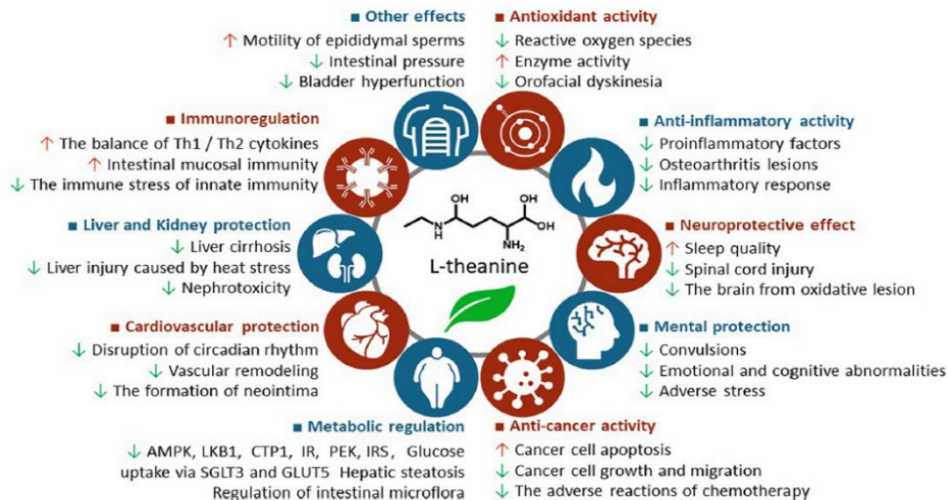 ■ Other effects
↑ Motility of epididymal sperms
↓ Intestinal pressure
↓ Bladder hyperfunction
■ Antioxidant activity
↓ Reactive oxygen species
↑ Enzyme activity
↓ Orofacial dyskinesia
■ Immunoregulation
↑ The balance of Th1 / Th2 cytokines
↑ Intestinal mucosal immunity
↓ The immune stress of innate immunity
■ Anti-inflammatory activity
↓ Proinflammatory factors
↓ Osteoarthritis lesions
↓ Inflammatory response
■ Liver and Kidney protection
↓ Liver cirrhosis
↓ Liver injury caused by heat stress
↓ Nephrotoxicity
OH
OH
N
H
OH
NH₂
L-theanine
■ Neuroprotective effect
↑ Sleep quality
↓ Spinal cord injury
↓ The brain from oxidative lesion
■ Cardiovascular protection
↓ Disruption of circadian rhythm
↓ Vascular remodeling
↓ The formation of neointima
■ Mental protection
↓ Convulsions
↓ Emotional and cognitive abnormalities
↓ Adverse stress
■ Metabolic regulation
↓ AMPK, LKB1, CTP1, IR, PEK, IRS, Glucose
uptake via SGLT3 and GLUT5 Hepatic steatosis
Regulation of intestinal microflora
■ Anti-cancer activity
↑ Cancer cell apoptosis
↓ Cancer cell growth and migration
↓ The adverse reactions of chemotherapy